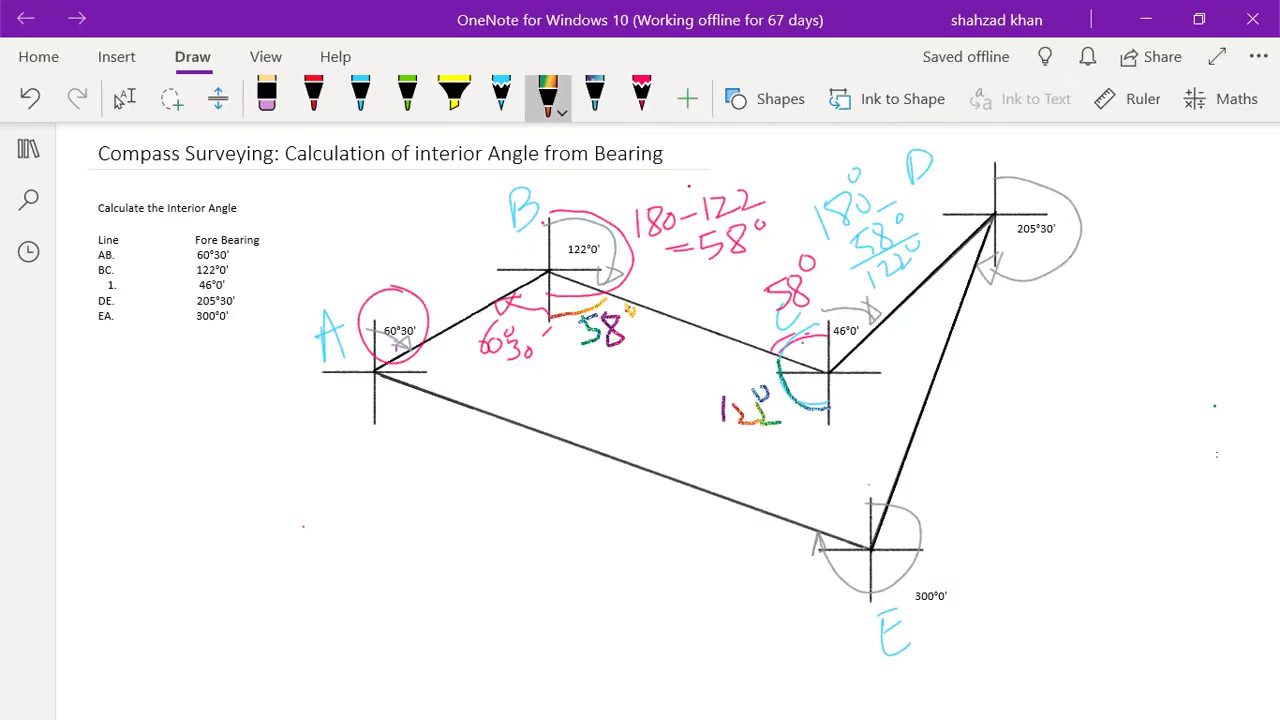 OneNote for Windows 10 (Working offline for 67 days)
shahzad khan
Home Insert Draw View Help
Saved offline Share
Shapes Ink to Shape Ink to Text Ruler Maths
Compass Surveying: Calculation of interior Angle from Bearing
Calculate the Interior Angle
Line Fore Bearing
AB. 60°30'
BC. 122°0'
1. 46°0'
DE. 205°30'
EA. 300°0'
B
122°0'
180-122
=58°
180°-
58°
122°
D
205°30'
A
60°30'
60°30'
58°
58°
C
46°0'
122°
300°0'
E